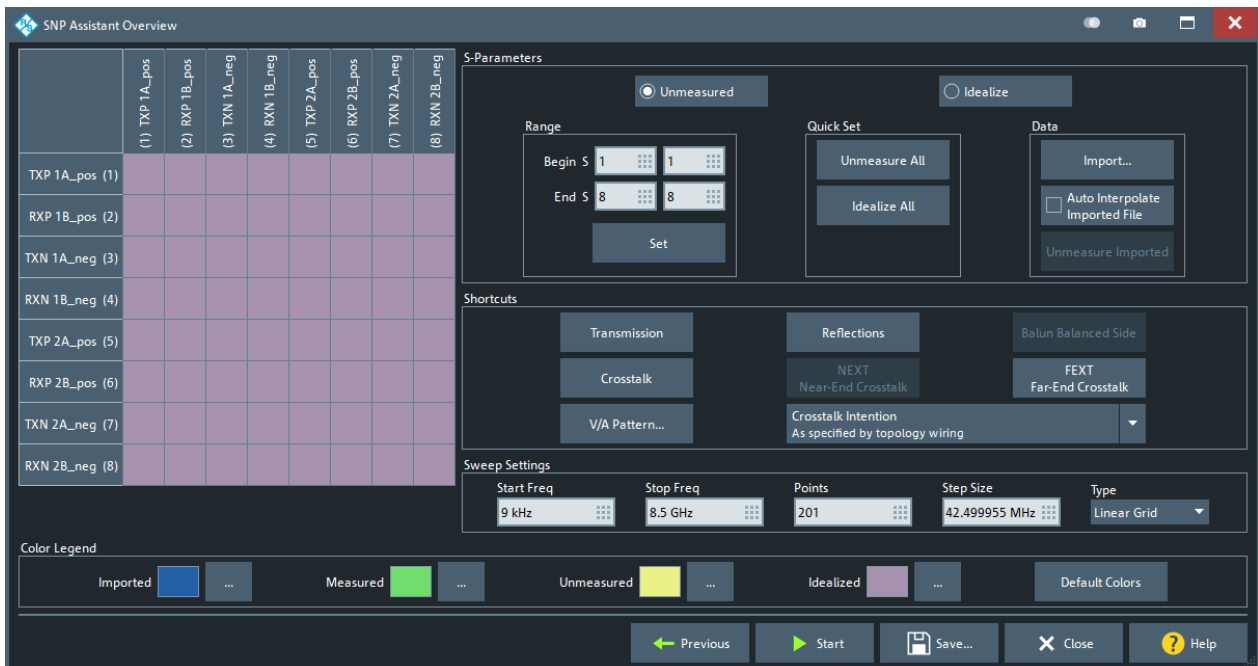 SNP Assistant Overview
(1) TXP 1A_pos
(2) RXP 1B_pos
(3) TXN 1A_neg
(4) RXN 1B_neg
(5) TXP 2A_pos
(6) RXP 2B_pos
(7) TXN 2A_neg
(8) RXN 2B_neg
TXP 1A_pos (1)
RXP 1B_pos (2)
TXN 1A_neg (3)
RXN 1B_neg (4)
TXP 2A_pos (5)
RXP 2B_pos (6)
TXN 2A_neg (7)
RXN 2B_neg (8)
S-Parameters
Unmeasured
Idealize
Range
Begin S 1 1
End S 8 8
Set
Quick Set
Unmeasure All
Idealize All
Data
Import...
Auto Interpolate
Imported File
Unmeasure Imported
Shortcuts
Transmission
Reflections
Balun Balanced Side
Crosstalk
NEXT
Near-End Crosstalk
FEXT
Far-End Crosstalk
V/A Pattern...
Crosstalk Intention
As specified by topology wiring
Sweep Settings
Start Freq
9 kHz
Stop Freq
8.5 GHz
Points
201
Step Size
42.499955 MHz
Type
Linear Grid
Color Legend
Imported ...
Measured ...
Unmeasured ...
Idealized ...
Default Colors
Previous
Start
Save...
Close
? Help